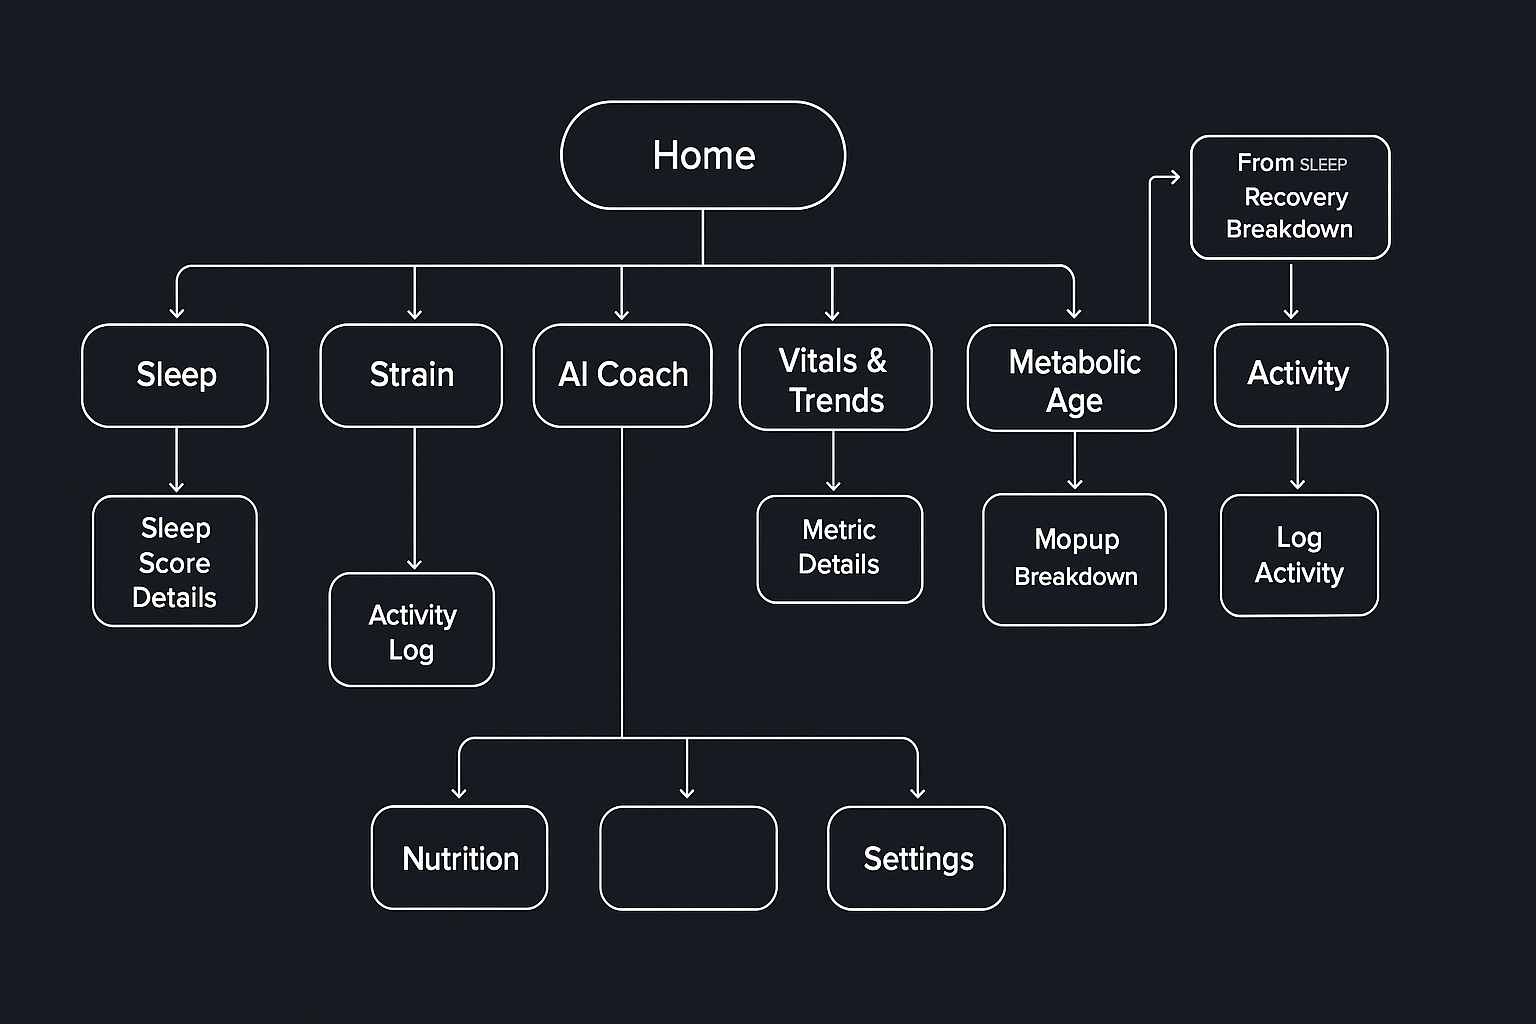 Home
From SLEEP
Recovery
Breakdown
Sleep
Strain
AI Coach
Vitals &
Trends
Metabolic
Age
Activity
Sleep
Score
Details
Activity
Log
Metric
Details
Mopup
Breakdown
Log
Activity
Nutrition
Settings